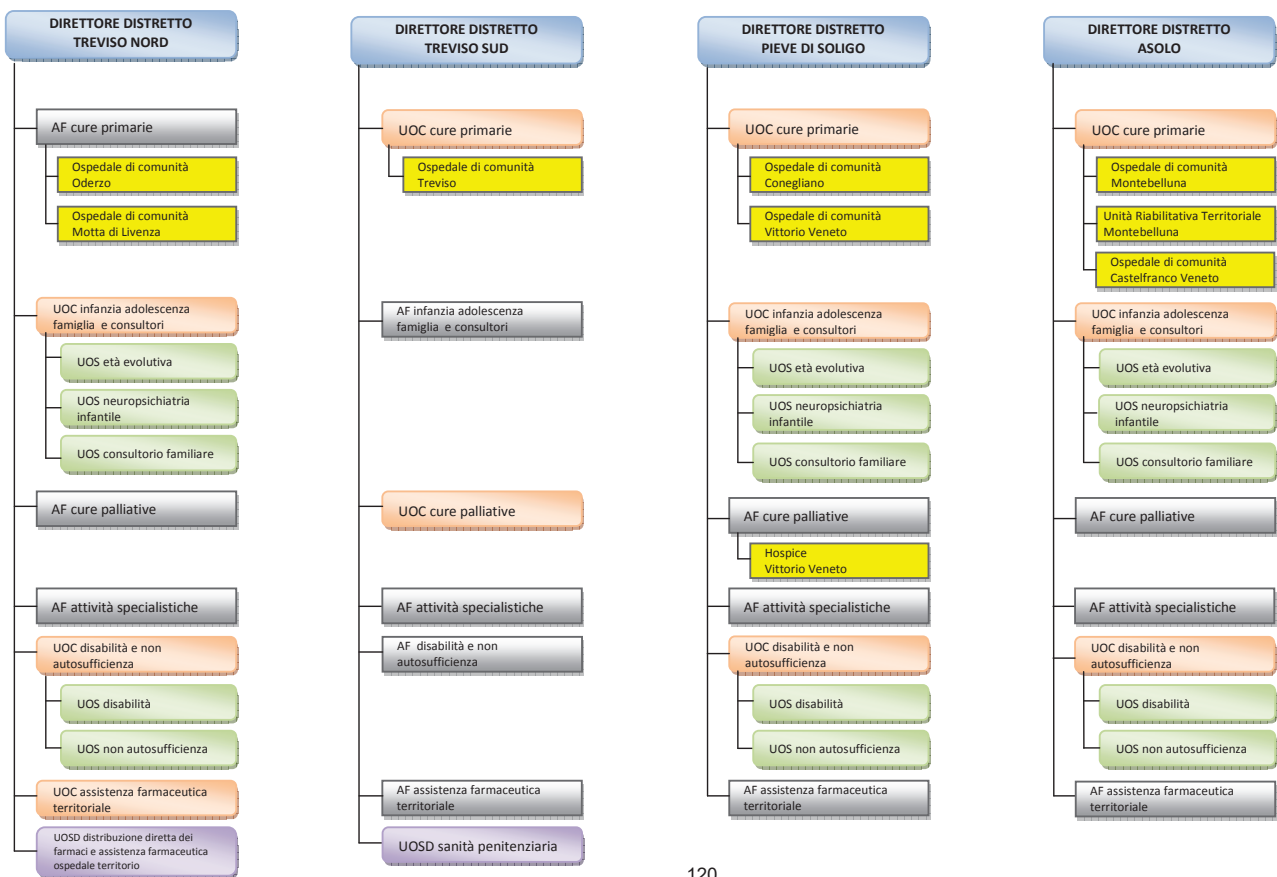 DIRETTORE DISTRETTO
TREVISO NORD
AF cure primarie
Ospedale di comunità
Oderzo
Ospedale di comunità
Motta di Livenza
UOC infanzia adolescenza
famiglia e consultori
UOS età evolutiva
UOS neuropsichiatria
infantile
UOS consultorio familiare
AF cure palliative
AF attività specialistiche
UOC disabilità e non
autosufficienza
UOS disabilità
UOS non autosufficienza
UOC assistenza farmaceutica
territoriale
UOSD distribuzione diretta dei
farmaci e assistenza farmaceutica
ospedale territorio
DIRETTORE DISTRETTO
TREVISO SUD
UOC cure primarie
Ospedale di comunità
Treviso
AF infanzia adolescenza
famiglia e consultori
UOC cure palliative
AF attività specialistiche
AF disabilità e non
autosufficienza
AF assistenza farmaceutica
territoriale
UOSD sanità penitenziaria
DIRETTORE DISTRETTO
PIEVE DI SOLIGO
UOC cure primarie
Ospedale di comunità
Conegliano
Ospedale di comunità
Vittorio Veneto
UOC infanzia adolescenza
famiglia e consultori
UOS età evolutiva
UOS neuropsichiatria
infantile
UOS consultorio familiare
AF cure palliative
Hospice
Vittorio Veneto
AF attività specialistiche
UOC disabilità e non
autosufficienza
UOS disabilità
UOS non autosufficienza
AF assistenza farmaceutica
territoriale
DIRETTORE DISTRETTO
ASOLO
UOC cure primarie
Ospedale di comunità
Montebelluna
Unità Riabilitativa Territoriale
Montebelluna
Ospedale di comunità
Castelfranco Veneto
UOC infanzia adolescenza
famiglia e consultori
UOS età evolutiva
UOS neuropsichiatria
infantile
UOS consultorio familiare
AF cure palliative
AF attività specialistiche
UOC disabilità e non
autosufficienza
UOS disabilità
UOS non autosufficienza
AF assistenza farmaceutica
territoriale
120